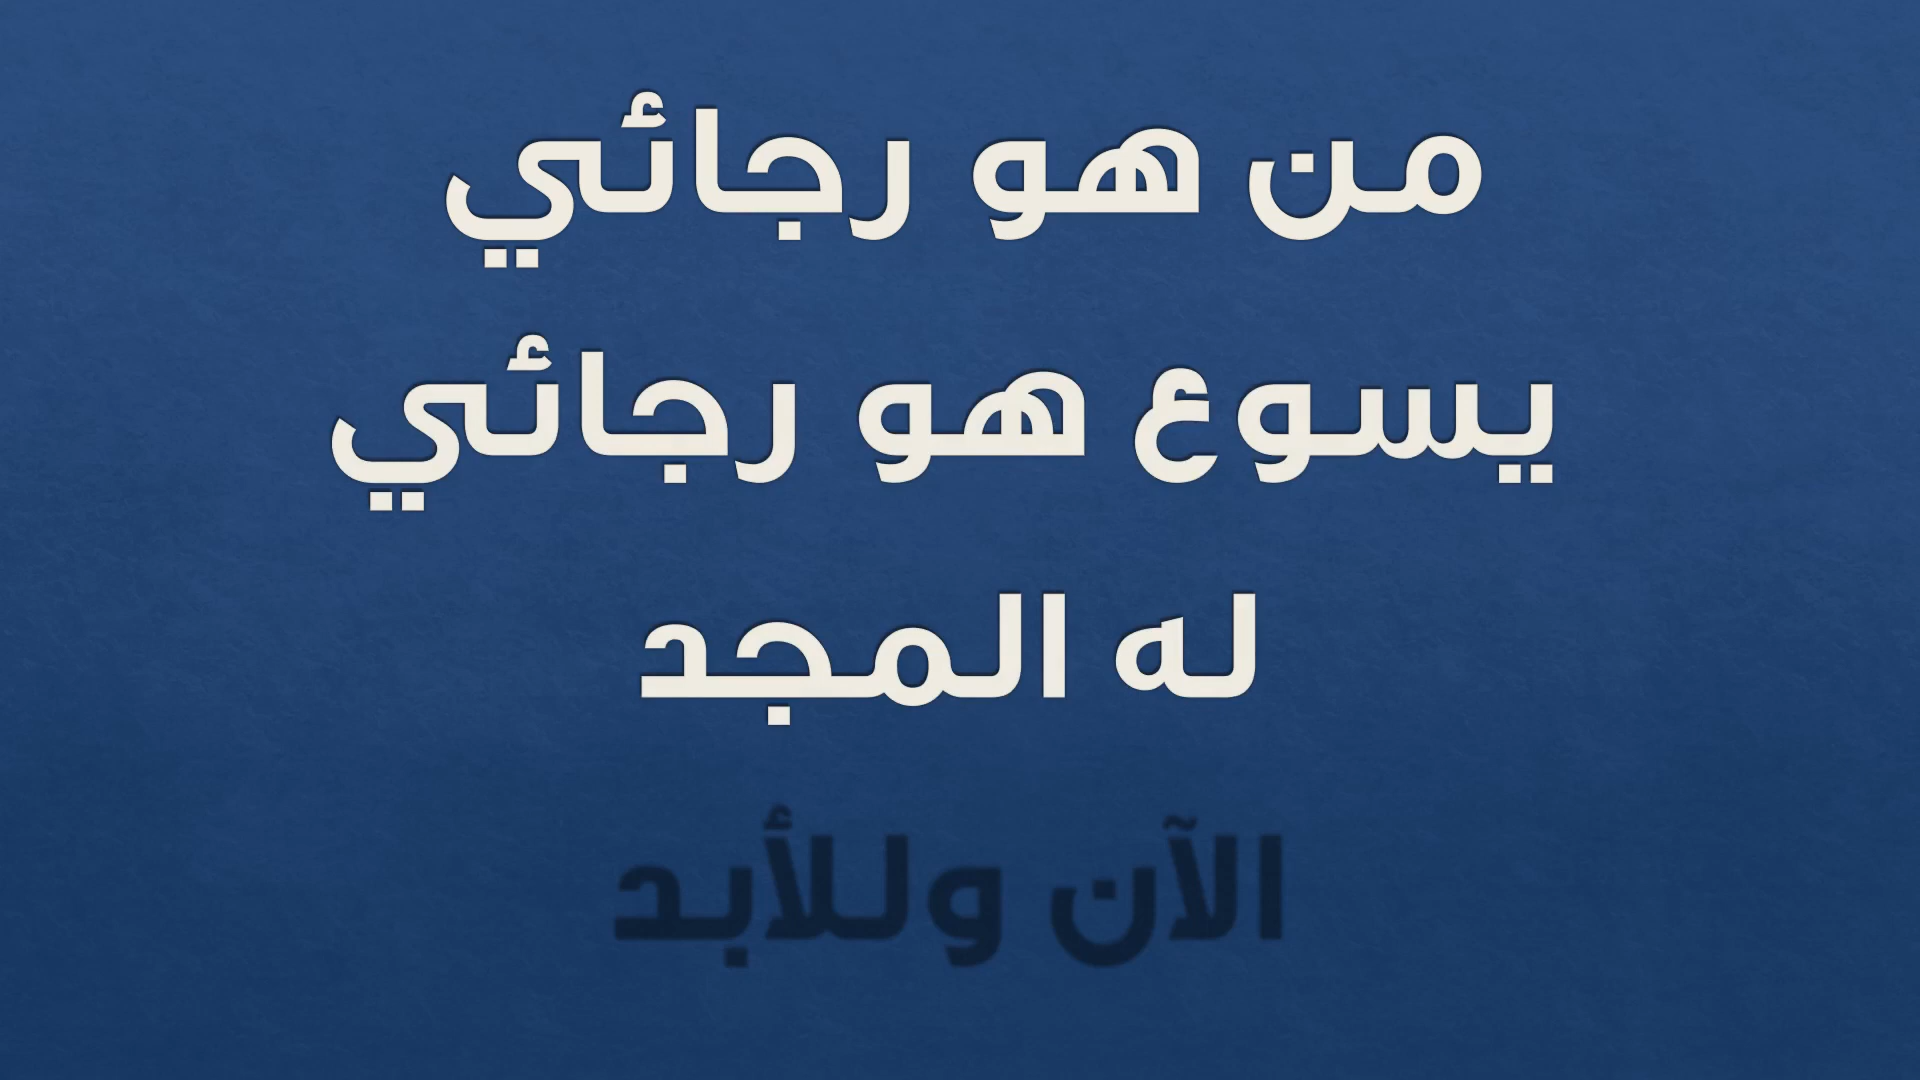 من هو رجائي
يسوع هو رجائي
له المجد
الآن وللأبد